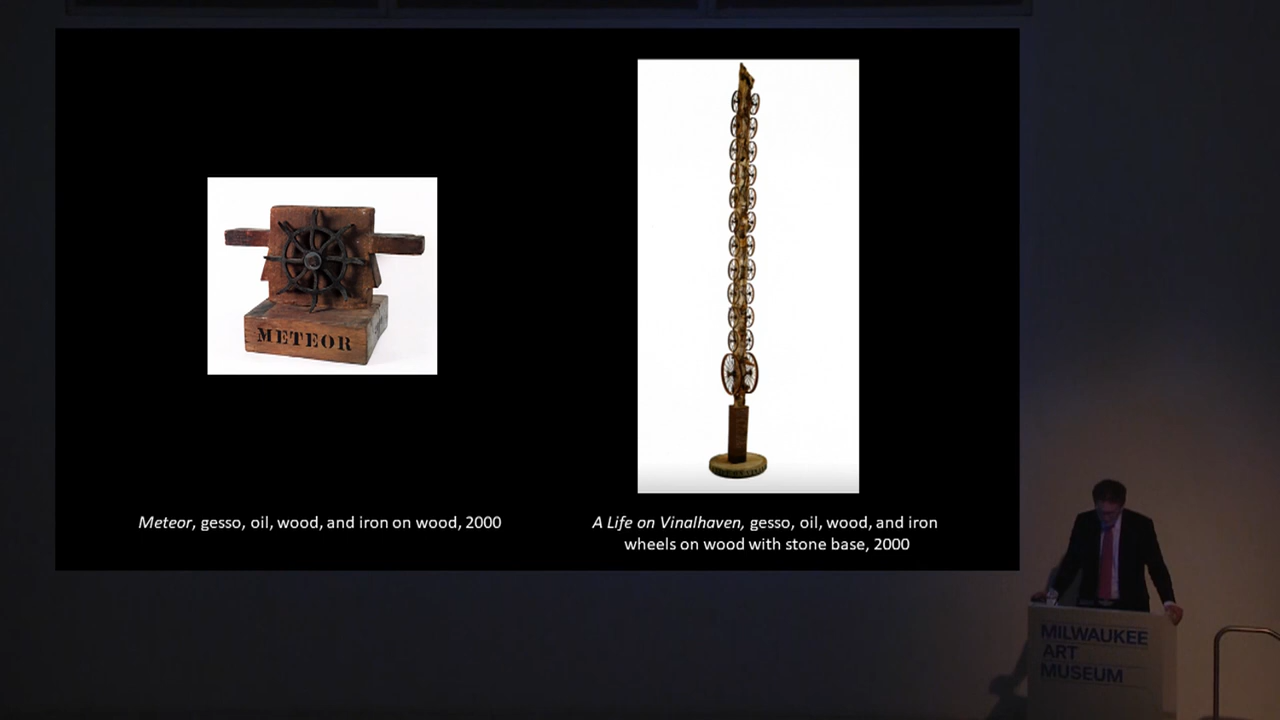 METEOR
Meteor, gesso, oil, wood, and iron on wood, 2000
A Life on Vinalhaven, gesso, oil, wood, and iron
wheels on wood with stone base, 2000
MILWAUKEE
ART
MUSEUM